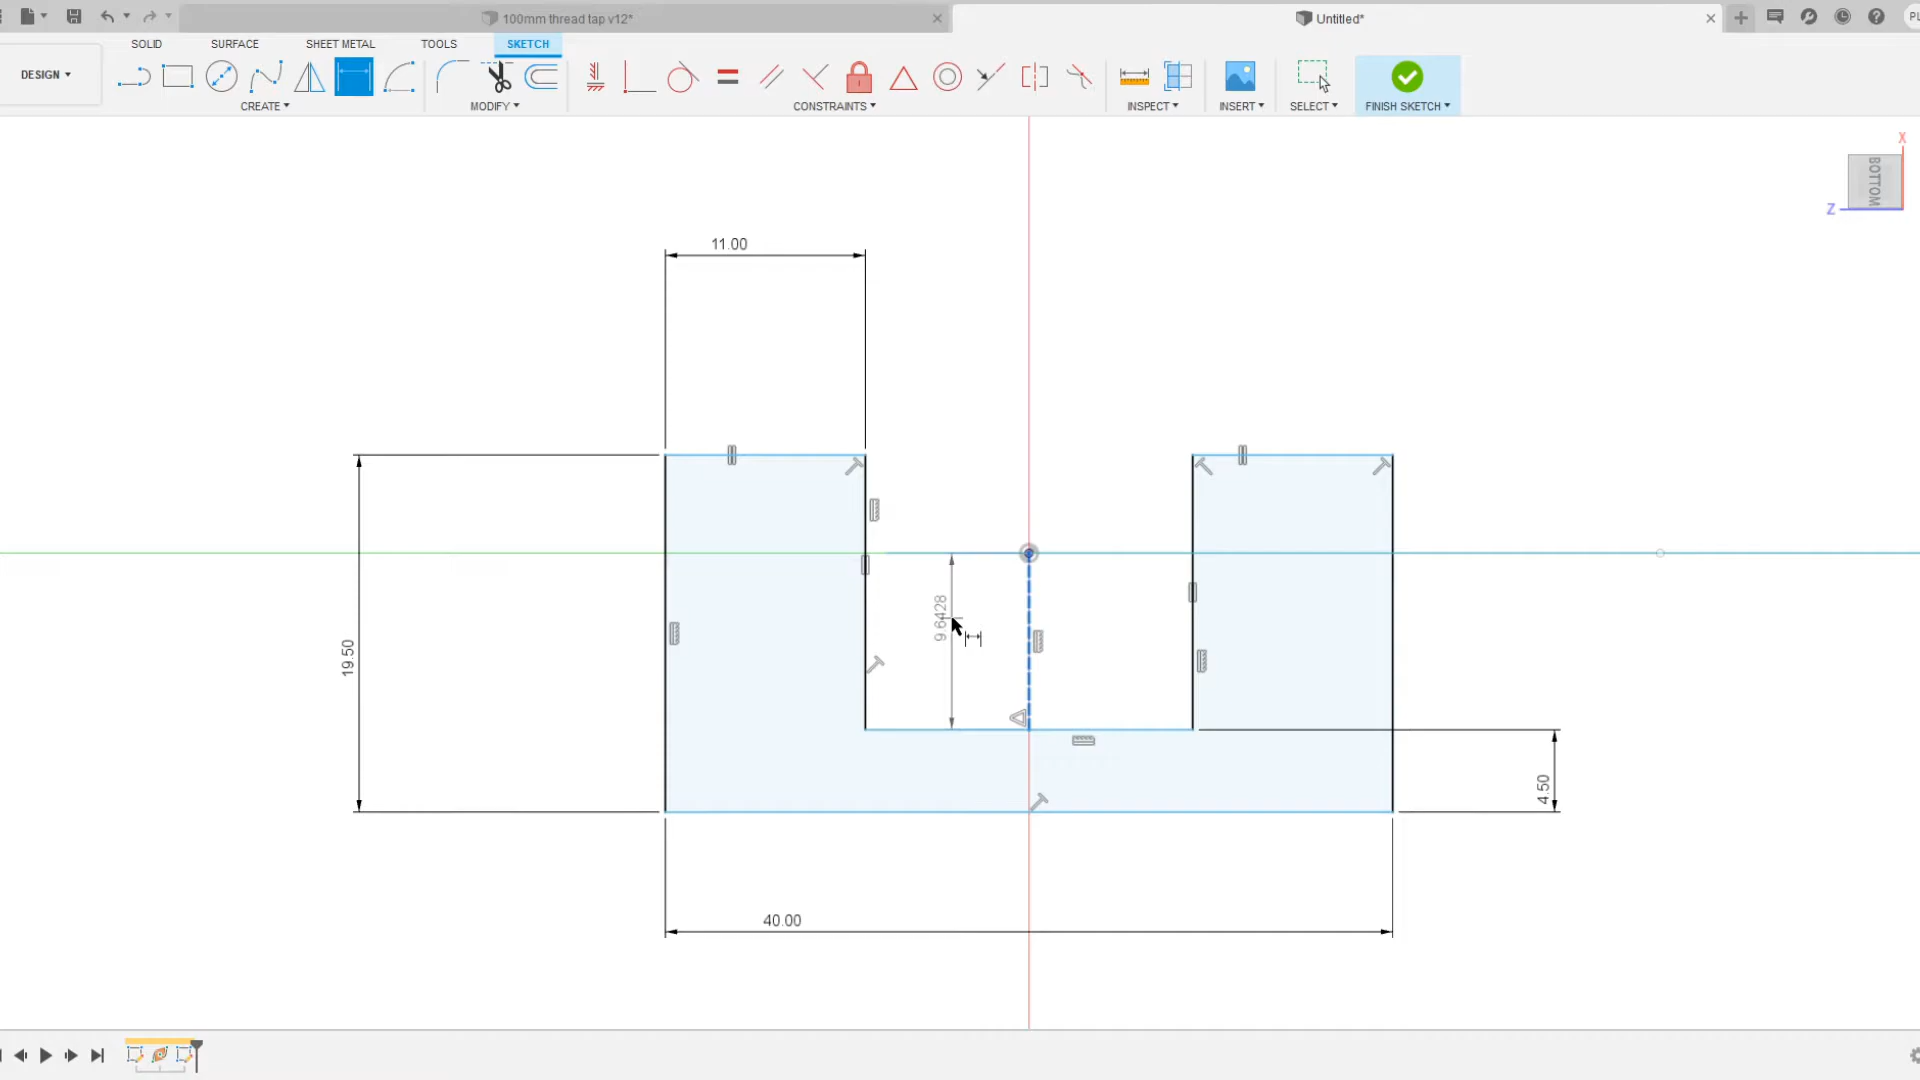 100mm thread tap v12*
Untitled*
DESIGN
SOLID
SURFACE
SHEET METAL
TOOLS
SKETCH
CREATE
MODIFY
CONSTRAINTS
INSPECT
INSERT
SELECT
FINISH SKETCH
X
BOTTOM
Z
11.00
9.6428
19.50
4.50
40.00